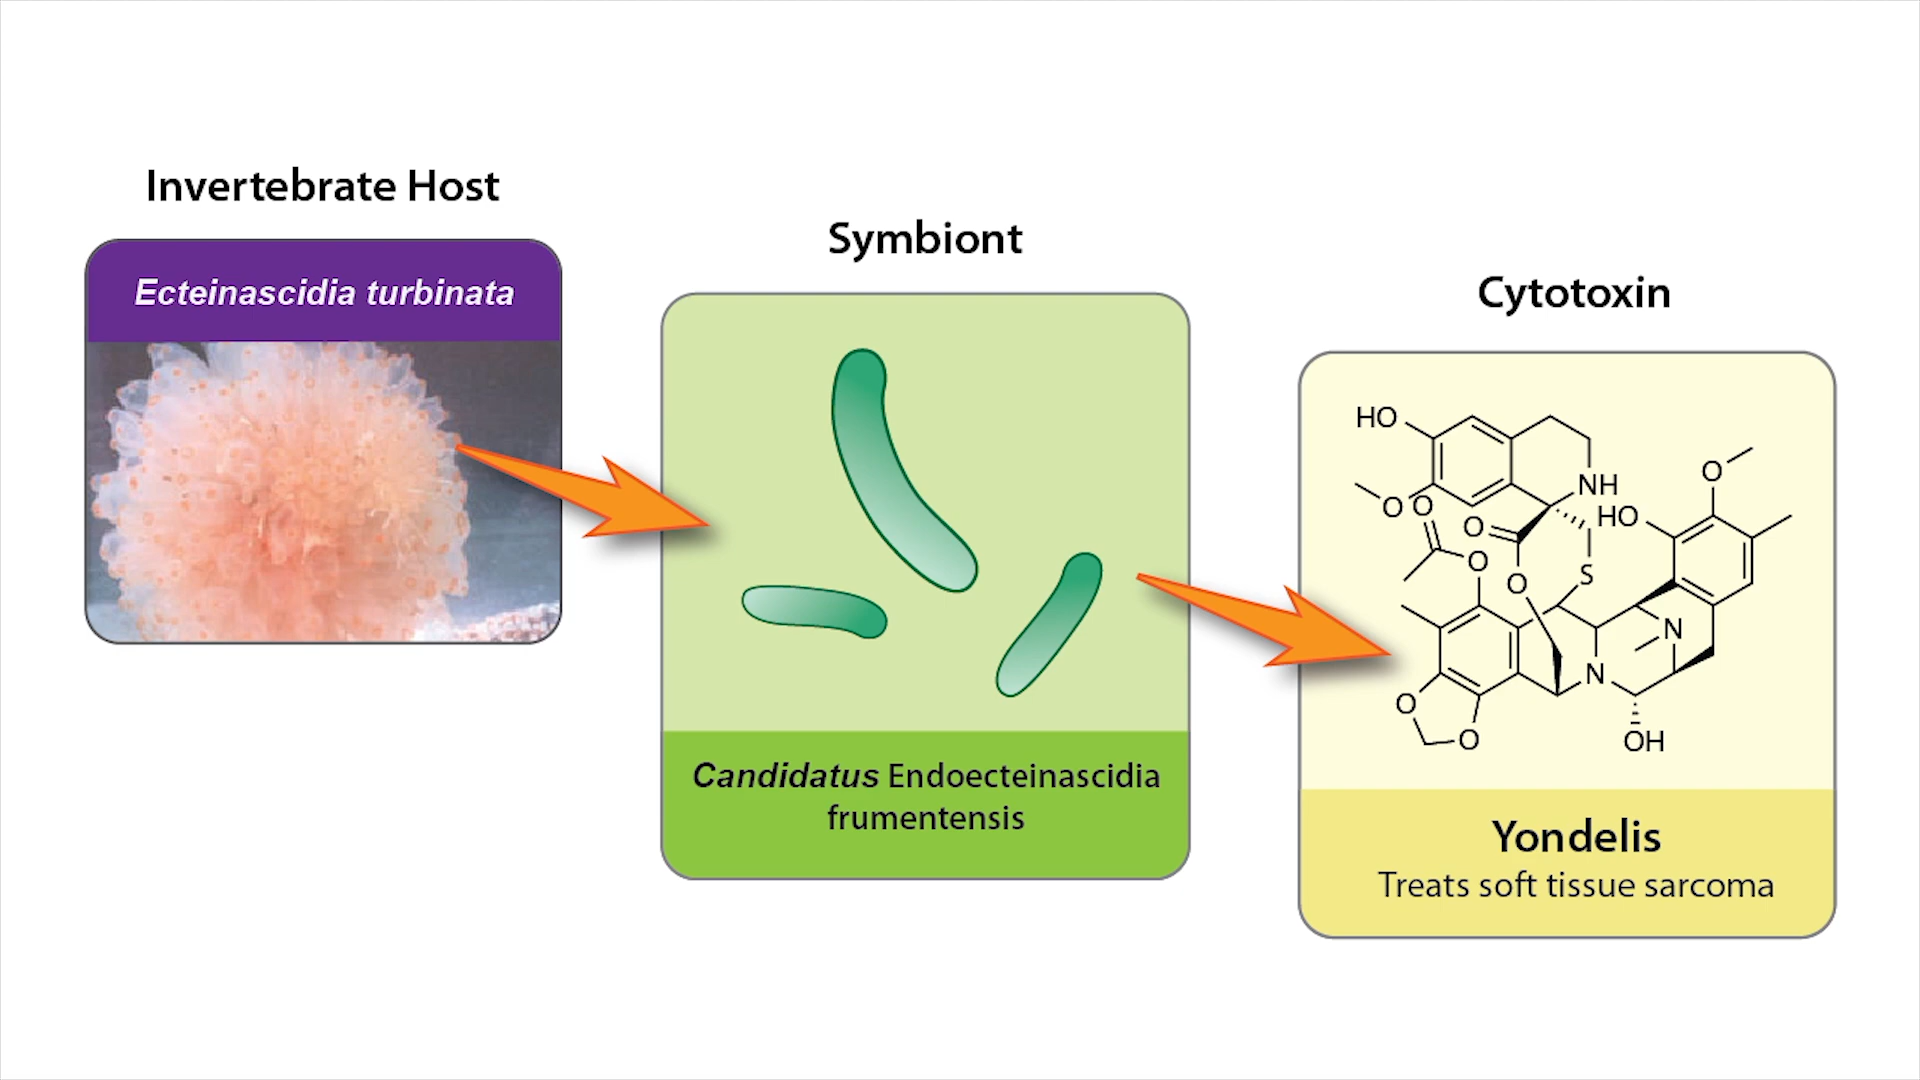 Invertebrate Host
Ecteinascidia turbinata
Symbiont
Candidatus Endoecteinascidia
frumentensis
Cytotoxin
HO
NH
O
O
O
HO
O
O
S
O
N
N
O
O
OH
Yondelis
Treats soft tissue sarcoma